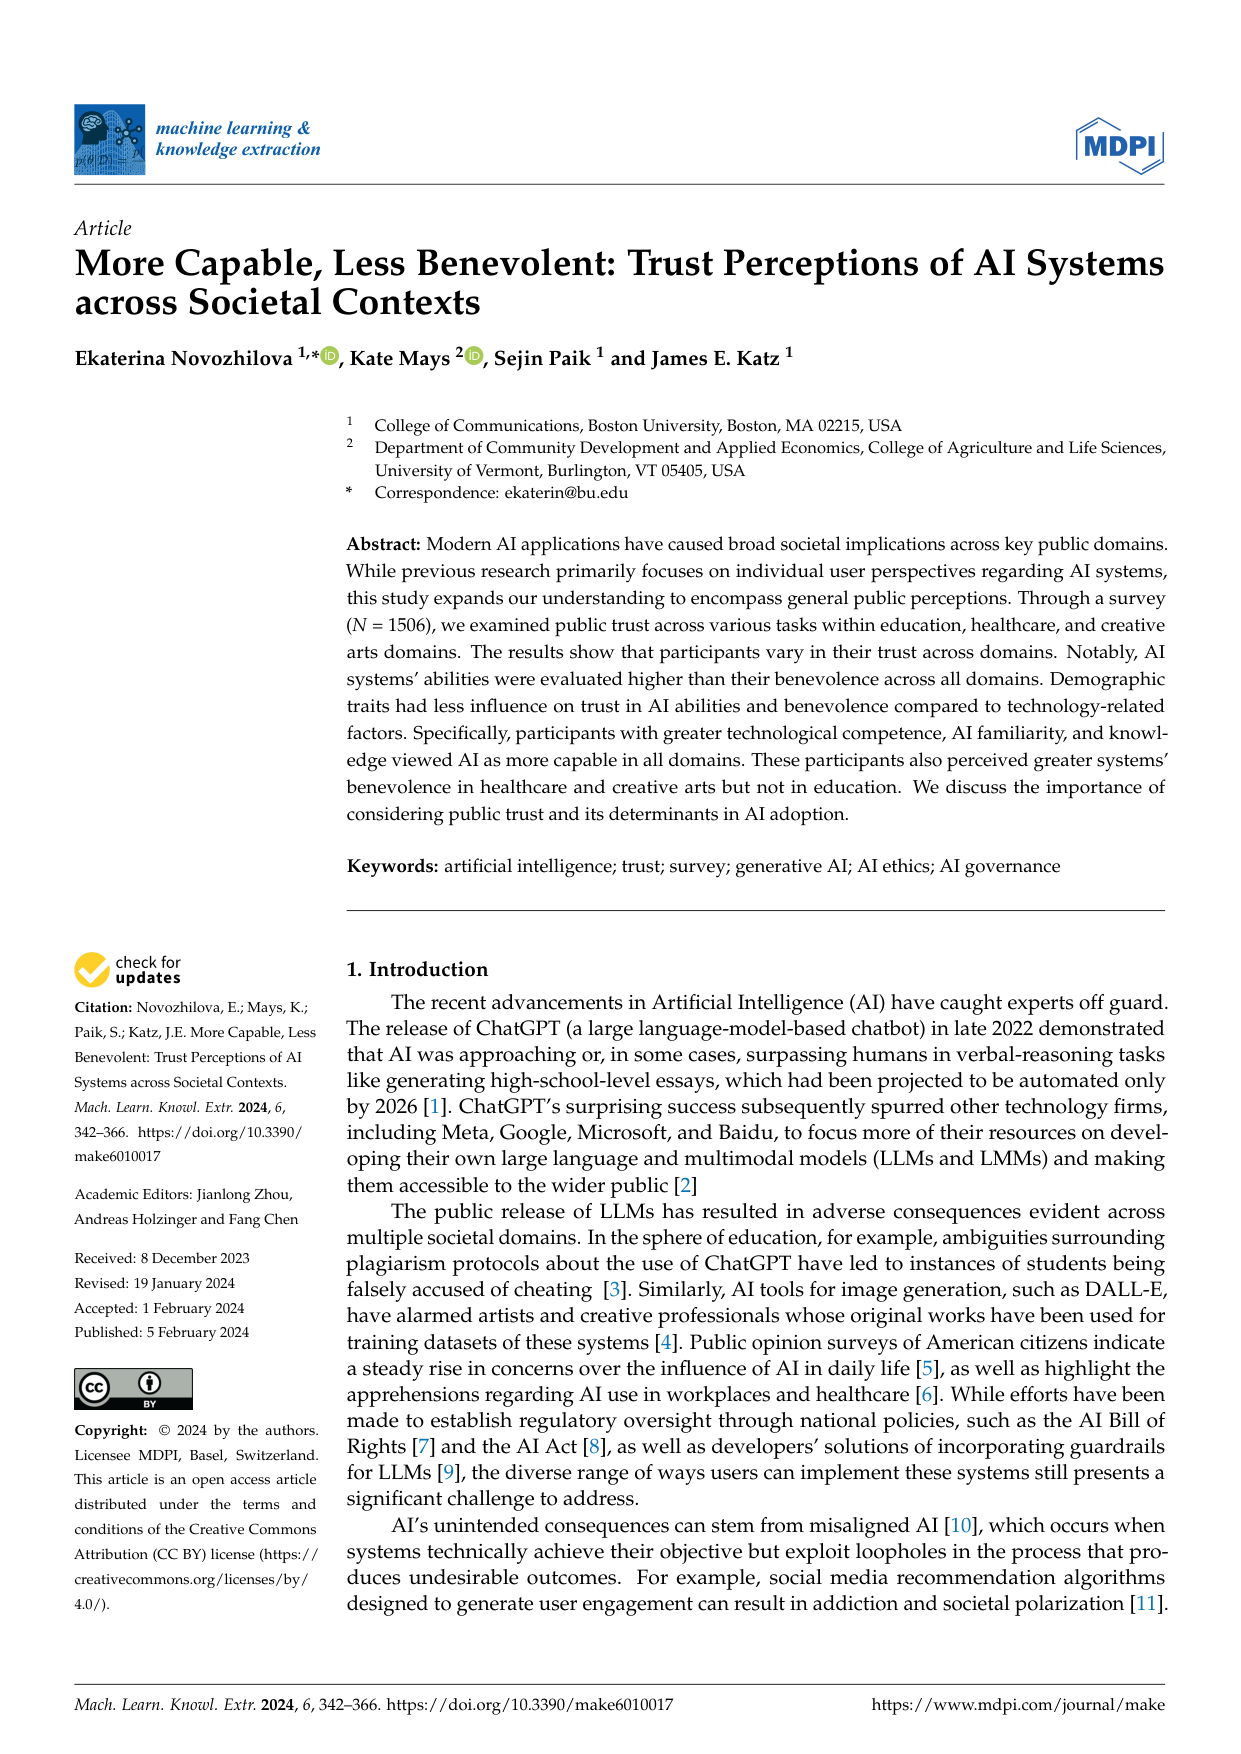 machine learning &
knowledge extraction
MDPI
Article
More Capable, Less Benevolent: Trust Perceptions of AI Systems
across Societal Contexts
Ekaterina Novozhilova 1,* iD, Kate Mays 2 iD, Sejin Paik 1 and James E. Katz 1
1 College of Communications, Boston University, Boston, MA 02215, USA
2 Department of Community Development and Applied Economics, College of Agriculture and Life Sciences,
University of Vermont, Burlington, VT 05405, USA
* Correspondence: ekaterin@bu.edu
Abstract: Modern AI applications have caused broad societal implications across key public domains.
While previous research primarily focuses on individual user perspectives regarding AI systems,
this study expands our understanding to encompass general public perceptions. Through a survey
(N = 1506), we examined public trust across various tasks within education, healthcare, and creative
arts domains. The results show that participants vary in their trust across domains. Notably, AI
systems' abilities were evaluated higher than their benevolence across all domains. Demographic
traits had less influence on trust in AI abilities and benevolence compared to technology-related
factors. Specifically, participants with greater technological competence, AI familiarity, and knowl-
edge viewed AI as more capable in all domains. These participants also perceived greater systems'
benevolence in healthcare and creative arts but not in education. We discuss the importance of
considering public trust and its determinants in AI adoption.
Keywords: artificial intelligence; trust; survey; generative AI; AI ethics; AI governance
check for
updates
Citation: Novozhilova, E.; Mays, K.;
Paik, S.; Katz, J.E. More Capable, Less
Benevolent: Trust Perceptions of AI
Systems across Societal Contexts.
Mach. Learn. Knowl. Extr. 2024, 6,
342–366. https://doi.org/10.3390/
make6010017
Academic Editors: Jianlong Zhou,
Andreas Holzinger and Fang Chen
Received: 8 December 2023
Revised: 19 January 2024
Accepted: 1 February 2024
Published: 5 February 2024
CC BY
Copyright: © 2024 by the authors.
Licensee MDPI, Basel, Switzerland.
This article is an open access article
distributed under the terms and
conditions of the Creative Commons
Attribution (CC BY) license (https://
creativecommons.org/licenses/by/
4.0/).
1. Introduction
The recent advancements in Artificial Intelligence (AI) have caught experts off guard.
The release of ChatGPT (a large language-model-based chatbot) in late 2022 demonstrated
that AI was approaching or, in some cases, surpassing humans in verbal-reasoning tasks
like generating high-school-level essays, which had been projected to be automated only
by 2026 [1]. ChatGPT's surprising success subsequently spurred other technology firms,
including Meta, Google, Microsoft, and Baidu, to focus more of their resources on devel-
oping their own large language and multimodal models (LLMs and LMMs) and making
them accessible to the wider public [2]
The public release of LLMs has resulted in adverse consequences evident across
multiple societal domains. In the sphere of education, for example, ambiguities surrounding
plagiarism protocols about the use of ChatGPT have led to instances of students being
falsely accused of cheating [3]. Similarly, AI tools for image generation, such as DALL-E,
have alarmed artists and creative professionals whose original works have been used for
training datasets of these systems [4]. Public opinion surveys of American citizens indicate
a steady rise in concerns over the influence of AI in daily life [5], as well as highlight the
apprehensions regarding AI use in workplaces and healthcare [6]. While efforts have been
made to establish regulatory oversight through national policies, such as the AI Bill of
Rights [7] and the AI Act [8], as well as developers' solutions of incorporating guardrails
for LLMs [9], the diverse range of ways users can implement these systems still presents a
significant challenge to address.
AI's unintended consequences can stem from misaligned AI [10], which occurs when
systems technically achieve their objective but exploit loopholes in the process that pro-
duces undesirable outcomes. For example, social media recommendation algorithms
designed to generate user engagement can result in addiction and societal polarization [11].
Mach. Learn. Knowl. Extr. 2024, 6, 342–366. https://doi.org/10.3390/make6010017
https://www.mdpi.com/journal/make